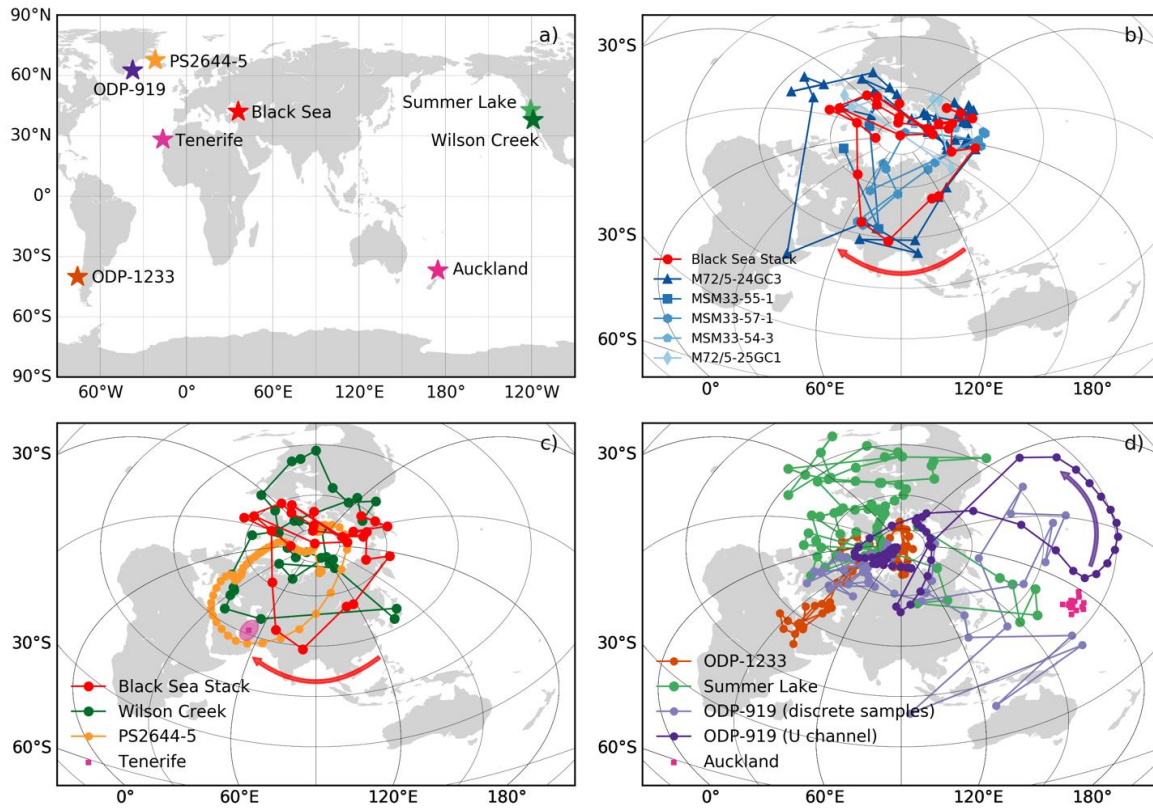 a)
90°N
60°N
30°N
0°
30°S
60°S
90°S
PS2644-5
ODP-919
Black Sea
Summer Lake
Tenerife
Wilson Creek
ODP-1233
Auckland
60°W 0° 60°E 120°E 180° 120°W
b)
30°S
30°S
60°S
Black Sea Stack
M72/5-24GC3
MSM33-55-1
MSM33-57-1
MSM33-54-3
M72/5-25GC1
0° 60°E 120°E 180°
c)
30°S
30°S
60°S
Black Sea Stack
Wilson Creek
PS2644-5
Tenerife
0° 60°E 120°E 180°
d)
30°S
30°S
60°S
ODP-1233
Summer Lake
ODP-919 (discrete samples)
ODP-919 (U channel)
Auckland
0° 60°E 120°E 180°